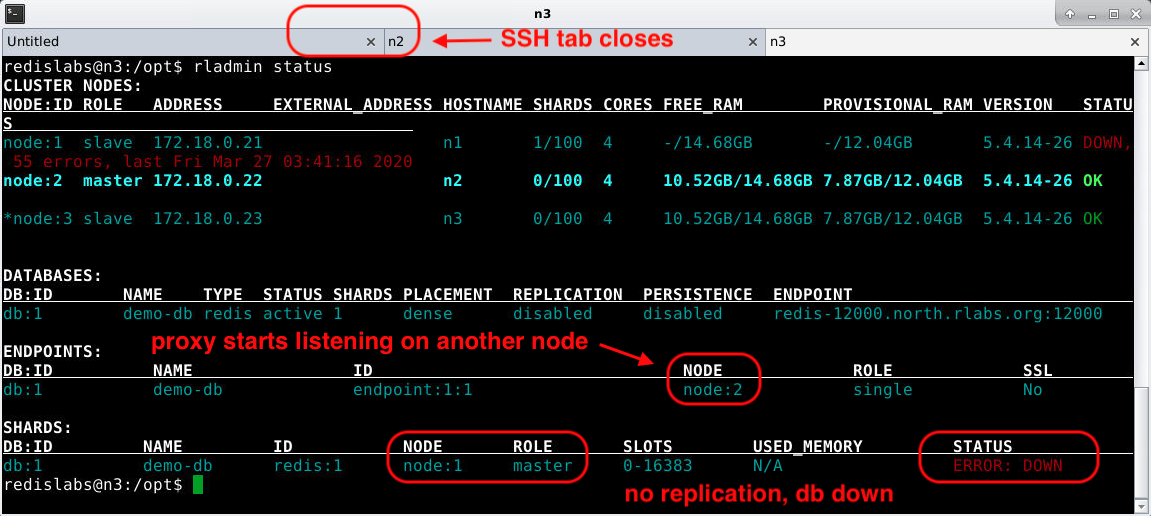 n3
Untitled
n2
SSH tab closes
n3
redislabs@n3:/opt$ rladmin status
CLUSTER NODES:
NODE:ID ROLE ADDRESS EXTERNAL_ADDRESS HOSTNAME SHARDS CORES FREE_RAM PROVISIONAL_RAM VERSION STATU
S
node:1 slave 172.18.0.21 n1 1/100 4 -/14.68GB -/12.04GB 5.4.14-26 DOWN,
55 errors, last Fri Mar 27 03:41:16 2020
node:2 master 172.18.0.22 n2 0/100 4 10.52GB/14.68GB 7.87GB/12.04GB 5.4.14-26 OK
*node:3 slave 172.18.0.23 n3 0/100 4 10.52GB/14.68GB 7.87GB/12.04GB 5.4.14-26 OK
DATABASES:
DB:ID NAME TYPE STATUS SHARDS PLACEMENT REPLICATION PERSISTENCE ENDPOINT
db:1 demo-db redis active 1 dense disabled disabled redis-12000.north.rlabs.org:12000
proxy starts listening on another node
ENDPOINTS:
DB:ID NAME ID NODE ROLE SSL
db:1 demo-db endpoint:1:1 node:2 single No
SHARDS:
DB:ID NAME ID NODE ROLE SLOTS USED_MEMORY STATUS
db:1 demo-db redis:1 node:1 master 0-16383 N/A ERROR: DOWN
redislabs@n3:/opt$
no replication, db down